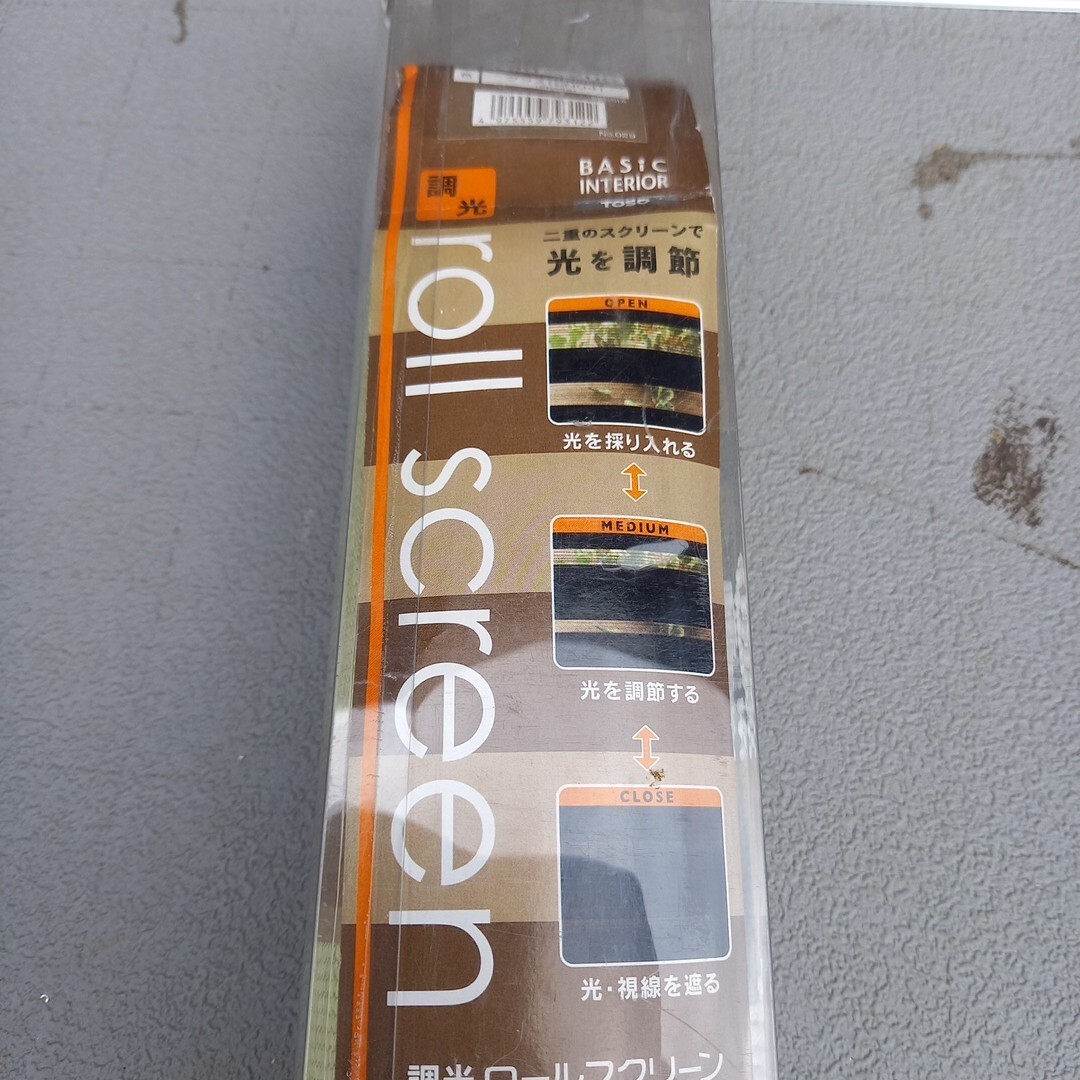 No.029
BASIC
INTERIOR
TOSO
調
光
roll screen
二重のスクリーンで
光を調節
OPEN
光を採り入れる
MEDIUM
光を調節する
CLOSE
光・視線を遮る
調光ロールスクリーン